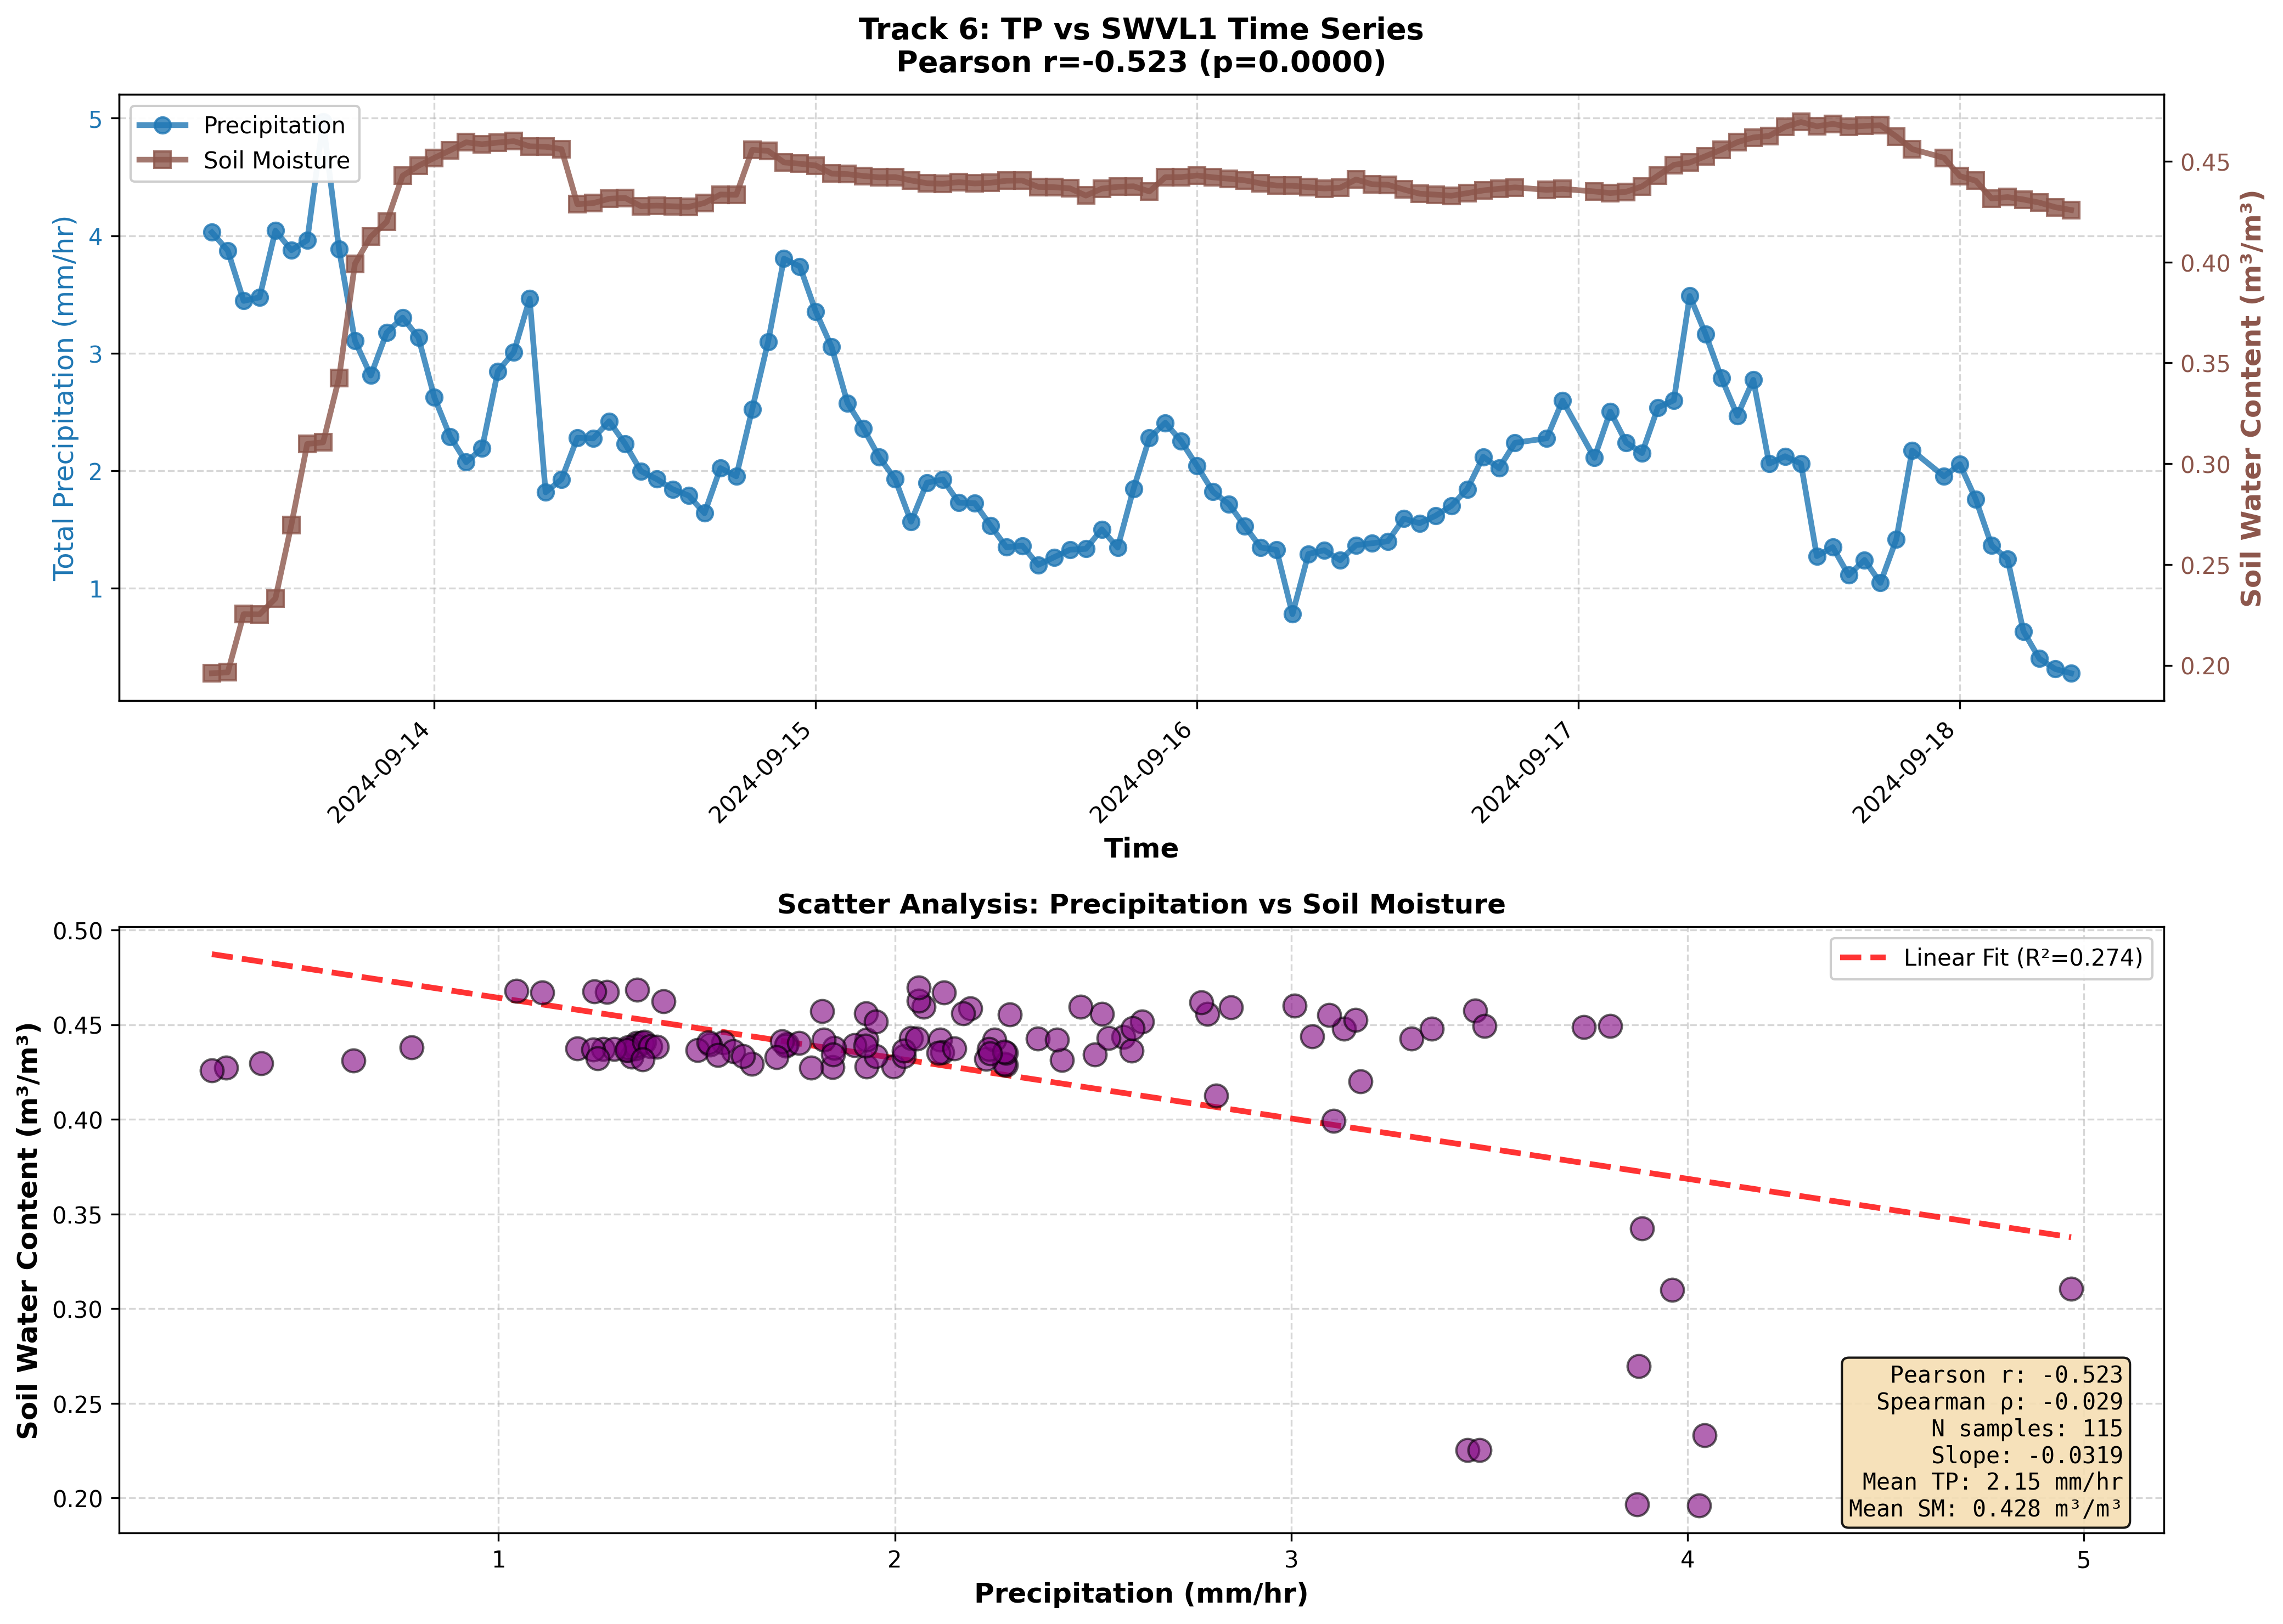 Track 6: TP vs SWVL1 Time Series
Pearson r=-0.523 (p=0.0000)
Precipitation
Soil Moisture
Total Precipitation (mm/hr)
5
4
3
2
1
Soil Water Content (m³/m³)
0.45
0.40
0.35
0.30
0.25
0.20
2024-09-14
2024-09-15
2024-09-16
2024-09-17
2024-09-18
Time
Scatter Analysis: Precipitation vs Soil Moisture
Linear Fit (R²=0.274)
Soil Water Content (m³/m³)
0.50
0.45
0.40
0.35
0.30
0.25
0.20
Pearson r: -0.523
Spearman ρ: -0.029
N samples: 115
Slope: -0.0319
Mean TP: 2.15 mm/hr
Mean SM: 0.428 m³/m³
1
2
3
4
5
Precipitation (mm/hr)